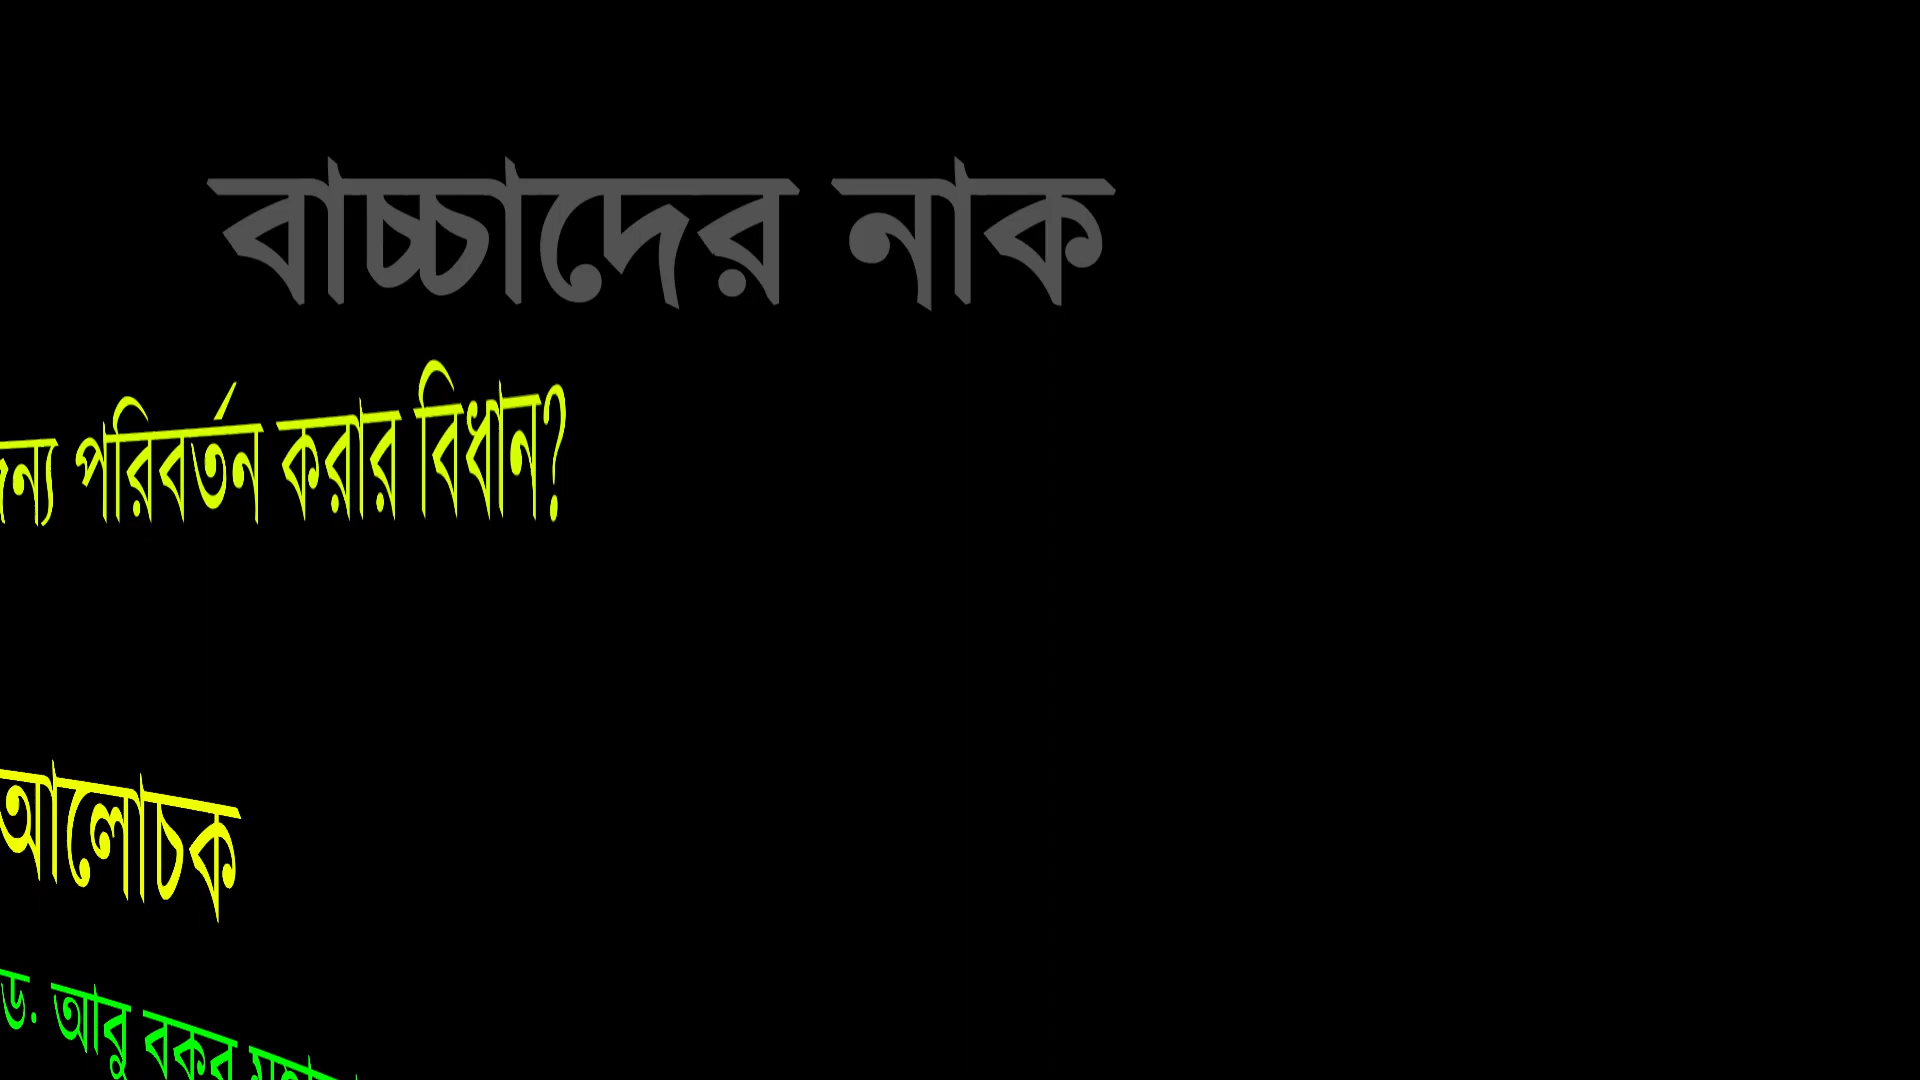 বাচ্চাদের নাক
পরিবর্তন করার বিধান?
আলোচক
ড. আবু বকর